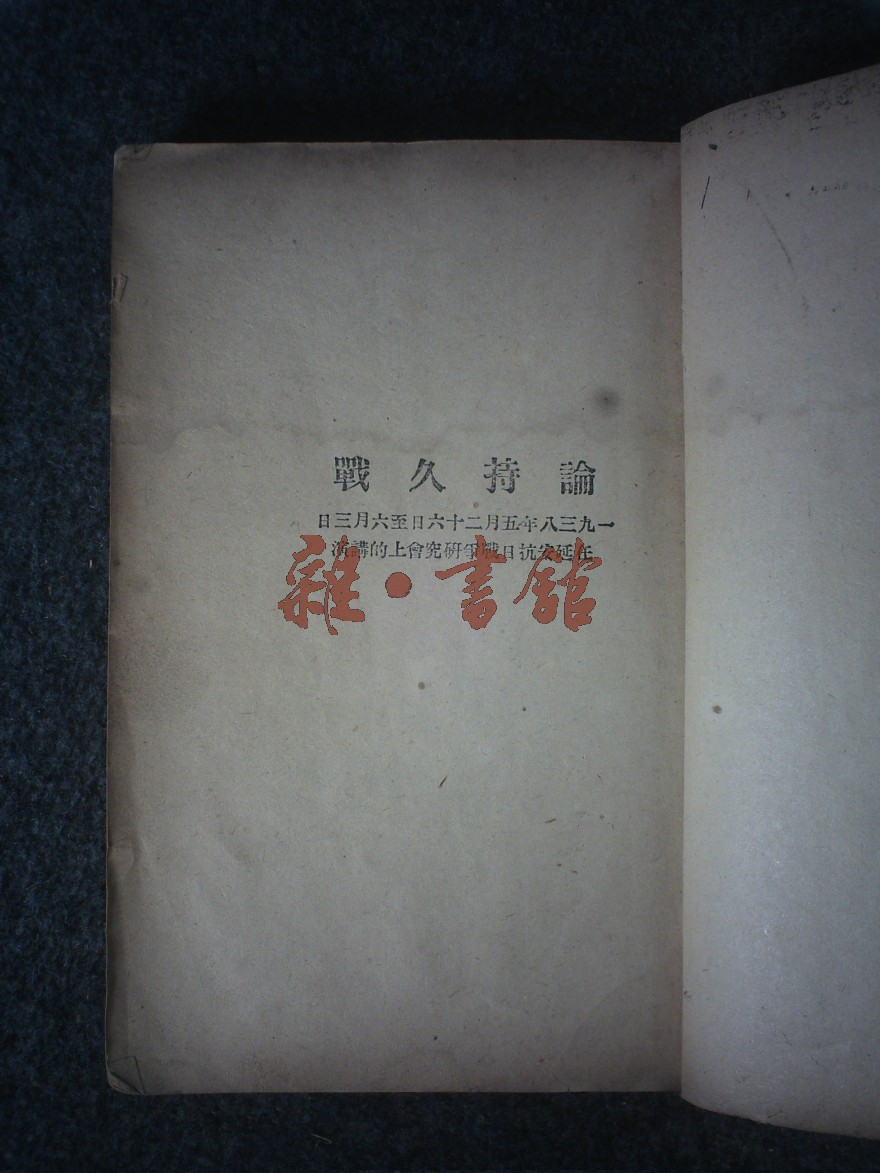 論持久戰
一九三八年五月二十六日至六月三日
在延安抗日戰爭研究會上的講演
雜·書館